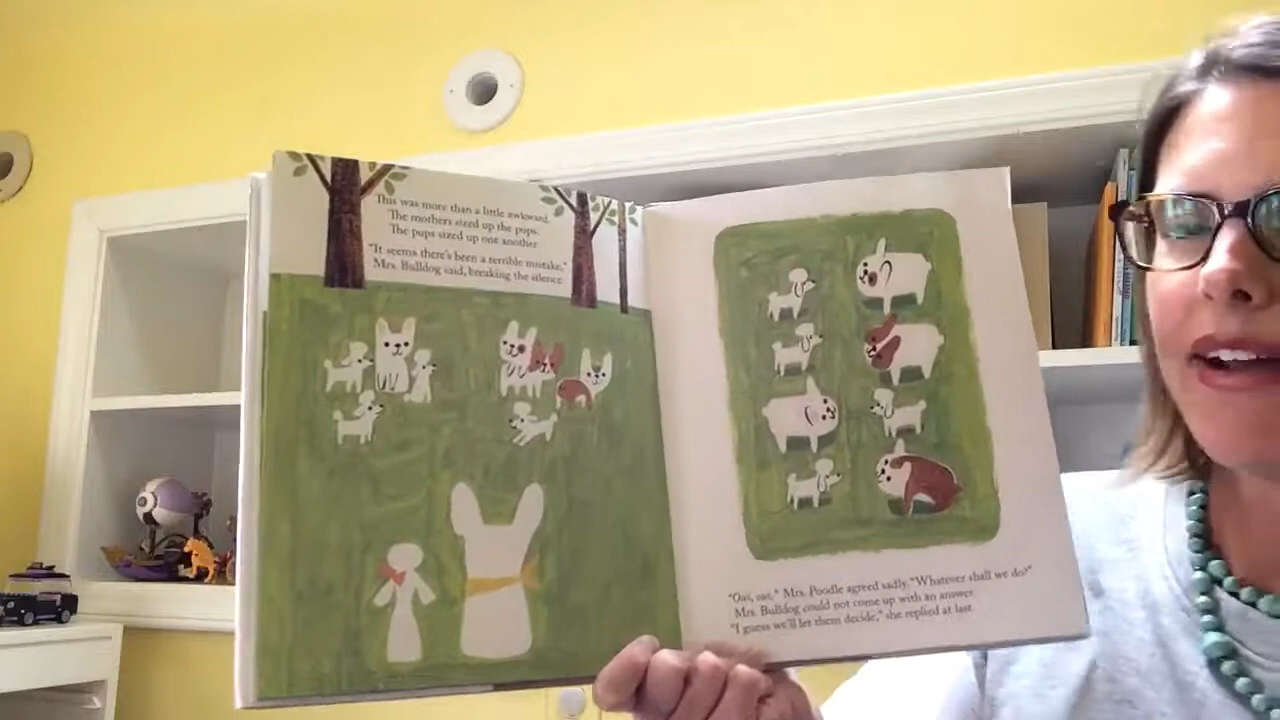 This was more than a little awkward.
The mothers sized up the pups.
The pups sized up one another.
"It seems there's been a terrible mistake,"
Mrs. Bulldog said, breaking the silence.
"Oui, oui," Mrs. Poodle agreed sadly. "Whatever shall we do?"
Mrs. Bulldog could not come up with an answer.
"I guess we'll let them decide," she replied at last.